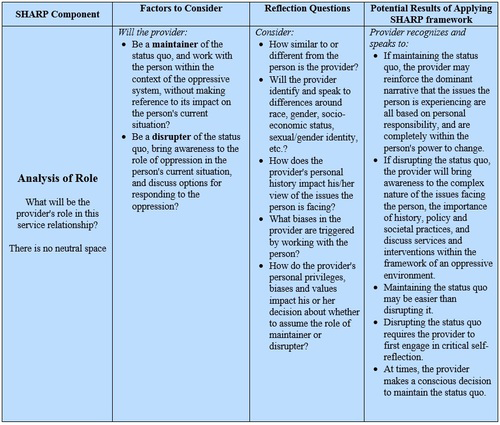 SHARP Component
Factors to Consider
Reflection Questions
Potential Results of Applying
SHARP framework
Analysis of Role
What will be the
provider's role in this
service relationship?
There is no neutral space
Will the provider:
• Be a maintainer of the
status quo, and work with
the person within the
context of the oppressive
system, without making
reference to its impact on
the person's current
situation?
• Be a disrupter of the status
quo, bring awareness to the
role of oppression in the
person's current situation,
and discuss options for
responding to the
oppression?
Consider:
• How similar to or
different from the
person is the provider?
• Will the provider
identify and speak to
differences around
race, gender, socio-
economic status,
sexual/gender identity,
etc.?
• How does the
provider's personal
history impact his/her
view of the issues the
person is facing?
• What biases in the
provider are triggered
by working with the
person?
• How do the provider's
personal privileges,
biases and values
impact his or her
decision about whether
to assume the role of
maintainer or
disrupter?
Provider recognizes and
speaks to:
• If maintaining the status
quo, the provider may
reinforce the dominant
narrative that the issues the
person is experiencing are
all based on personal
responsibility, and are
completely within the
person's power to change.
• If disrupting the status quo,
the provider will bring
awareness to the complex
nature of the issues facing
the person, the importance
of history, policy and
societal practices, and
discuss services and
interventions within the
framework of an oppressive
environment.
• Maintaining the status quo
may be easier than
disrupting it.
• Disrupting the status quo
requires the provider to
first engage in critical self-
reflection.
• At times, the provider
makes a conscious decision
to maintain the status quo.